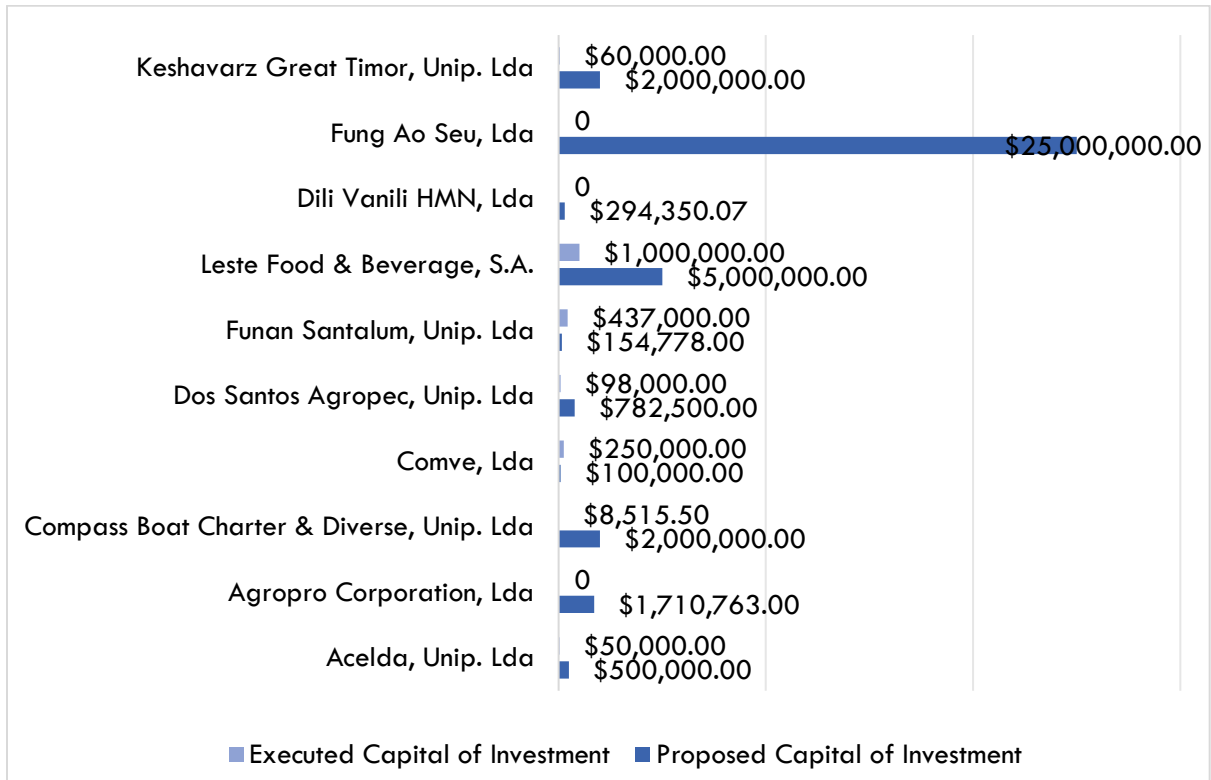 Keshavarz Great Timor, Unip. Lda
$60,000.00
$2,000,000.00
Fung Ao Seu, Lda
0
$25,000,000.00
Dili Vanili HMN, Lda
0
$294,350.07
Leste Food & Beverage, S.A.
$1,000,000.00
$5,000,000.00
Funan Santalum, Unip. Lda
$437,000.00
$154,778.00
Dos Santos Agropec, Unip. Lda
$98,000.00
$782,500.00
Comve, Lda
$250,000.00
$100,000.00
Compass Boat Charter & Diverse, Unip. Lda
$8,515.50
$2,000,000.00
Agropro Corporation, Lda
0
$1,710,763.00
Acelda, Unip. Lda
$50,000.00
$500,000.00
Executed Capital of Investment Proposed Capital of Investment